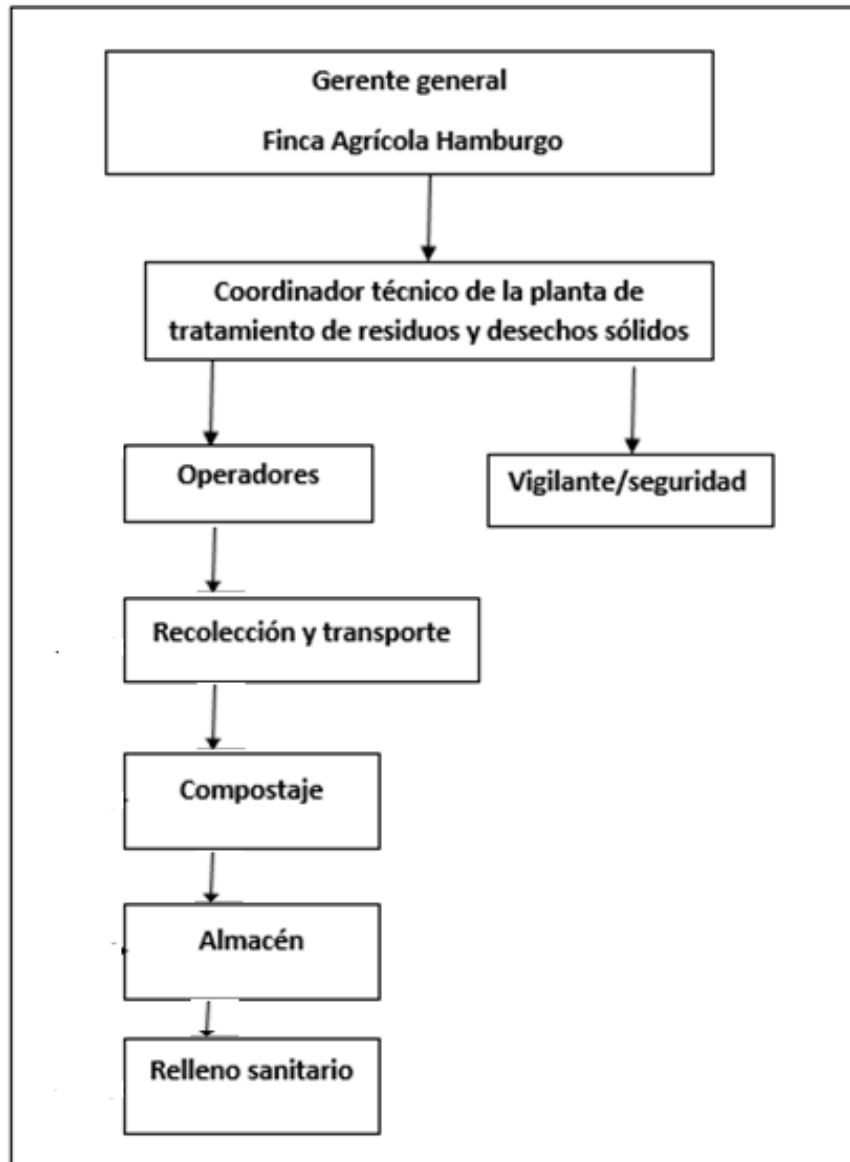 Gerente general
Finca Agrícola Hamburgo
Coordinador técnico de la planta de
tratamiento de residuos y desechos sólidos
Operadores
Vigilante/seguridad
Recolección y transporte
Compostaje
Almacén
Relleno sanitario